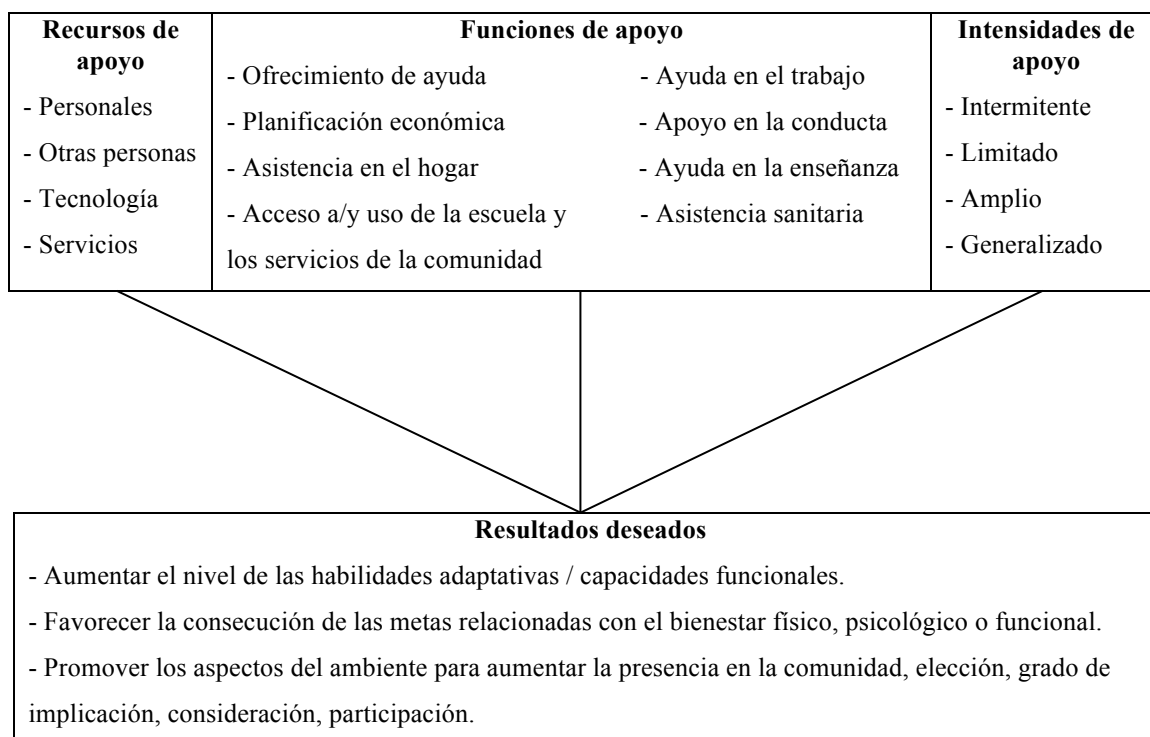 Recursos de
apoyo
- Personales
- Otras personas
- Tecnología
- Servicios
Funciones de apoyo
- Ofrecimiento de ayuda
- Planificación económica
- Asistencia en el hogar
- Acceso a/y uso de la escuela y
los servicios de la comunidad
- Ayuda en el trabajo
- Apoyo en la conducta
- Ayuda en la enseñanza
- Asistencia sanitaria
Intensidades de
apoyo
- Intermitente
- Limitado
- Amplio
- Generalizado
Resultados deseados
- Aumentar el nivel de las habilidades adaptativas / capacidades funcionales.
- Favorecer la consecución de las metas relacionadas con el bienestar físico, psicológico o funcional.
- Promover los aspectos del ambiente para aumentar la presencia en la comunidad, elección, grado de
implicación, consideración, participación.